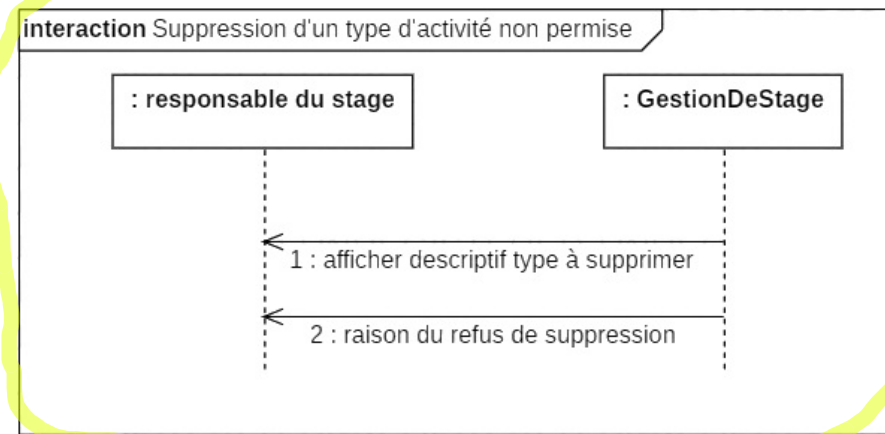 interaction Suppression d'un type d'activité non permise
: responsable du stage
: GestionDeStage
1 : afficher descriptif type à supprimer
2 : raison du refus de suppression